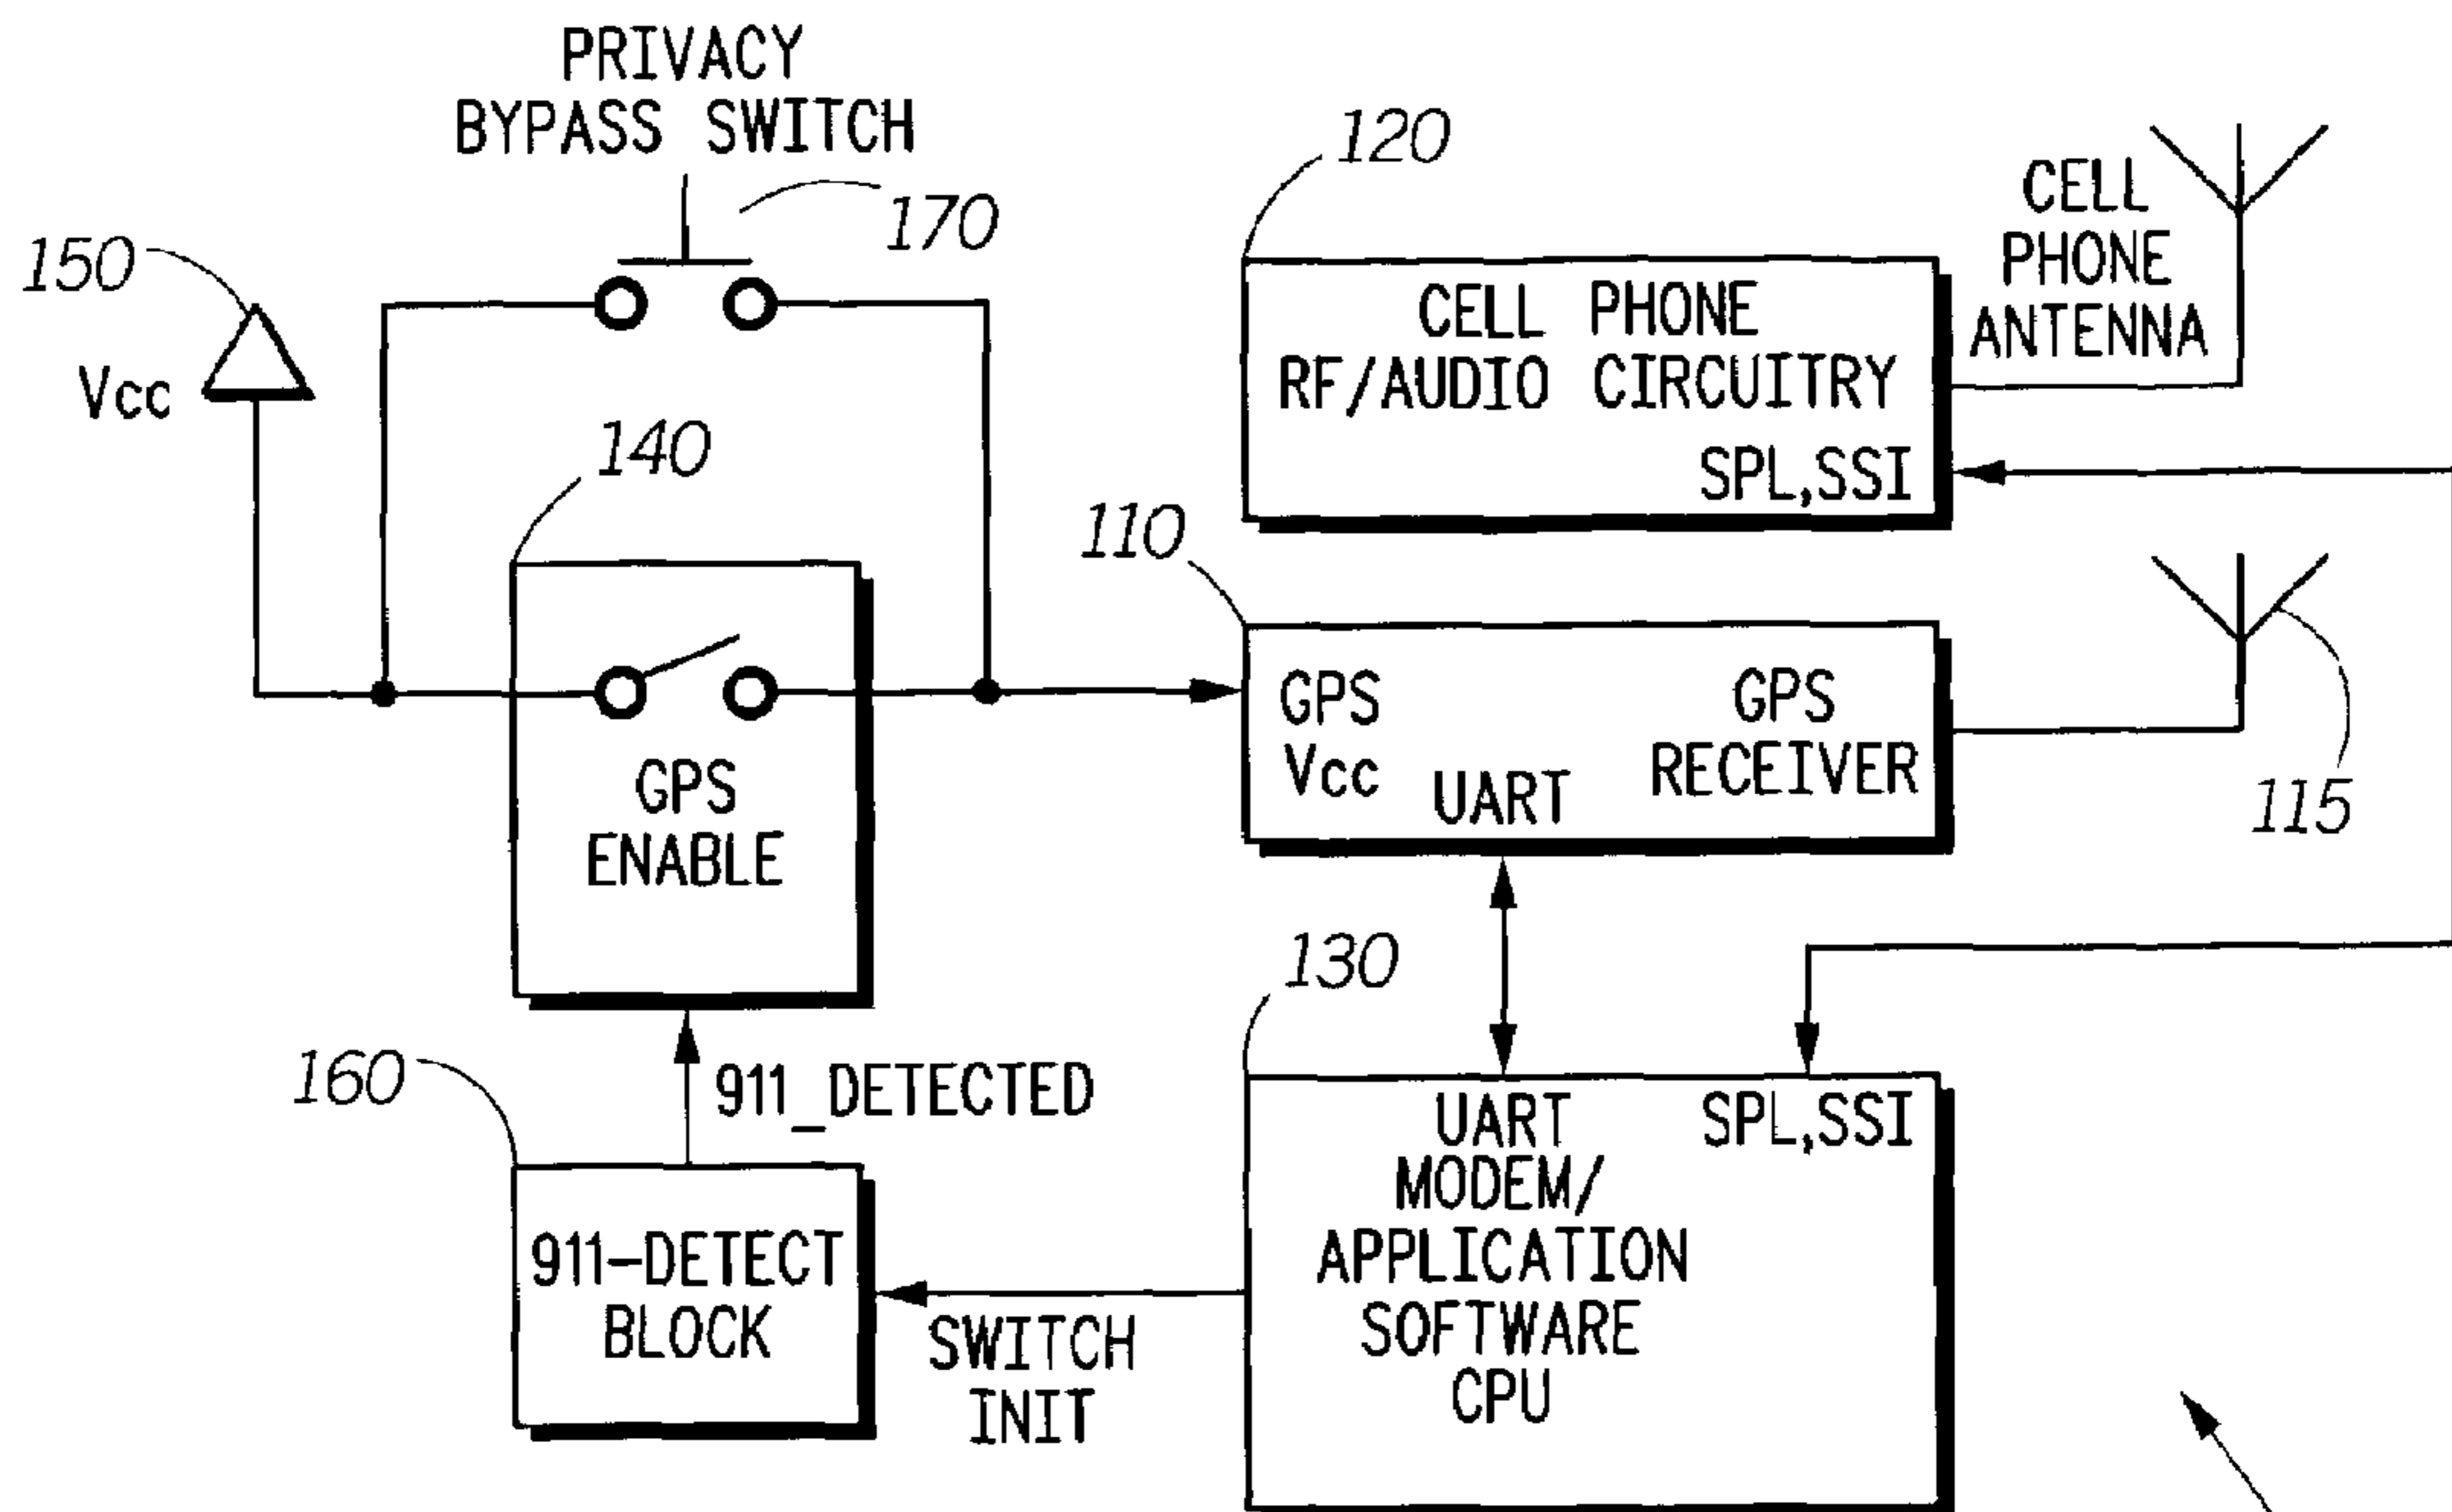 PRIVACY
BYPASS SWITCH
170
150
Vcc
140
GPS
ENABLE
160
911_DETECTED
911-DETECT
BLOCK
SWITCH
INIT
120
CELL PHONE
RF/AUDIO CIRCUITRY
SPL,SSI
CELL
PHONE
ANTENNA
110
GPS
Vcc
UART
GPS
RECEIVER
115
130
UART
SPL,SSI
MODEM/
APPLICATION
SOFTWARE
CPU